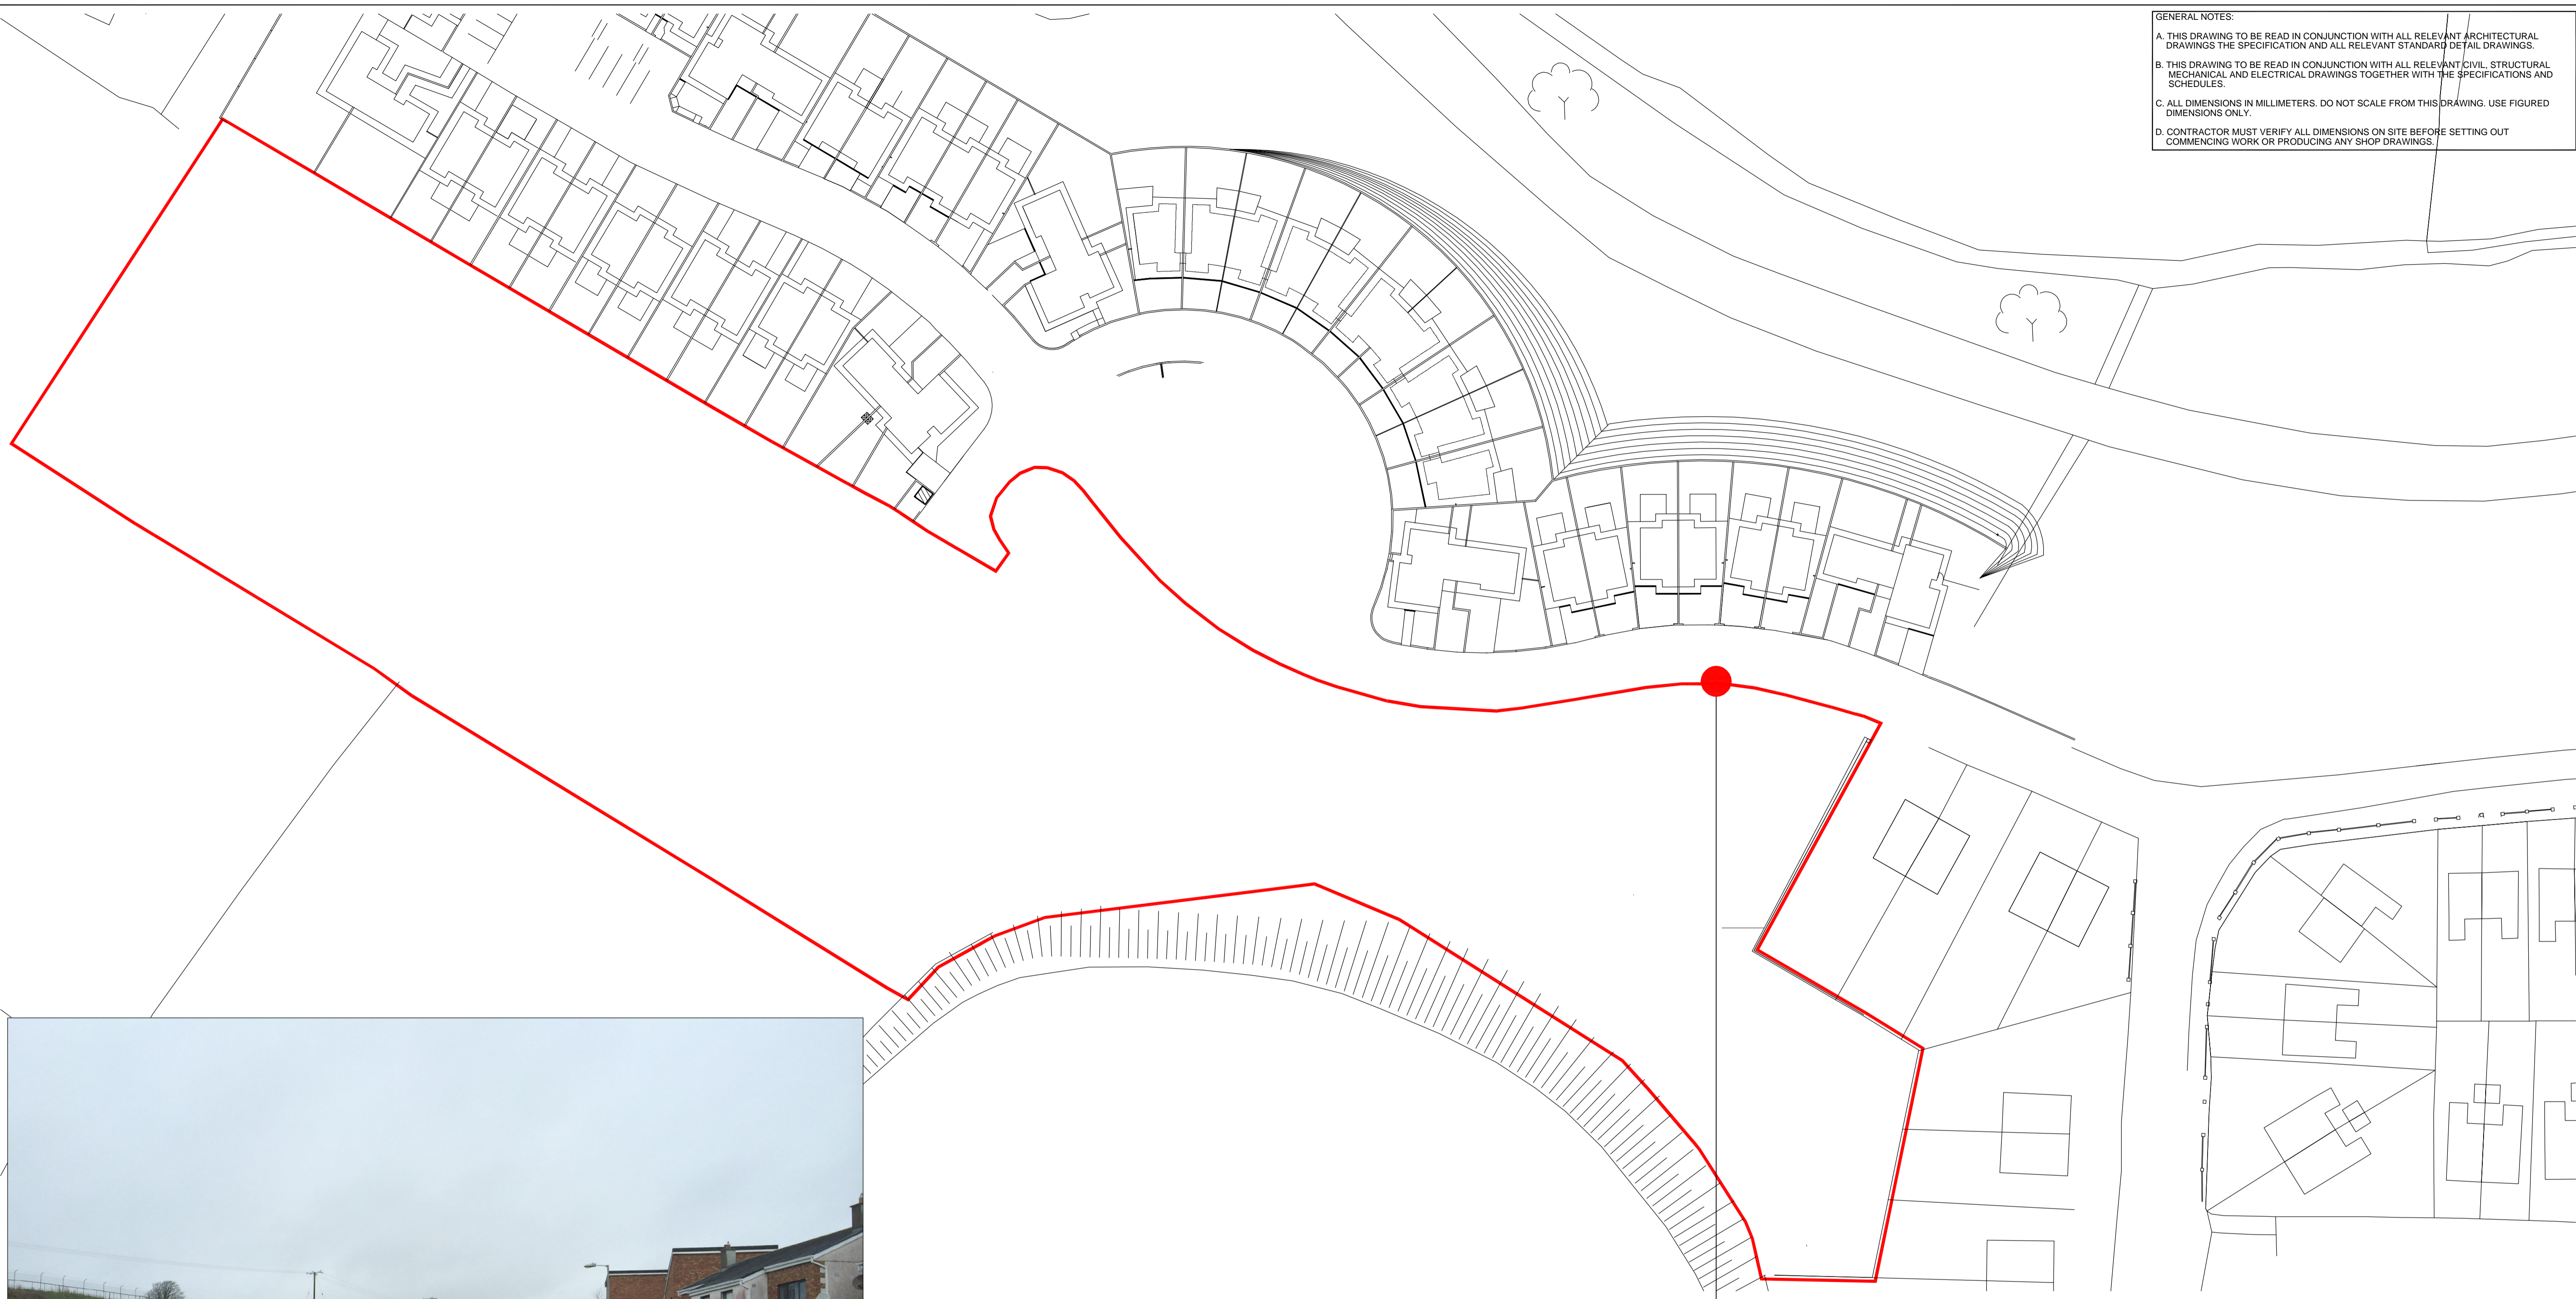 GENERAL NOTES:
A. THIS DRAWING TO BE READ IN CONJUNCTION WITH ALL RELEVANT ARCHITECTURAL
DRAWINGS THE SPECIFICATION AND ALL RELEVANT STANDARD DETAIL DRAWINGS.
B. THIS DRAWING TO BE READ IN CONJUNCTION WITH ALL RELEVANT CIVIL, STRUCTURAL
MECHANICAL AND ELECTRICAL DRAWINGS TOGETHER WITH THE SPECIFICATIONS AND
SCHEDULES.
C. ALL DIMENSIONS IN MILLIMETERS. DO NOT SCALE FROM THIS DRAWING. USE FIGURED
DIMENSIONS ONLY.
D. CONTRACTOR MUST VERIFY ALL DIMENSIONS ON SITE BEFORE SETTING OUT
COMMENCING WORK OR PRODUCING ANY SHOP DRAWINGS.